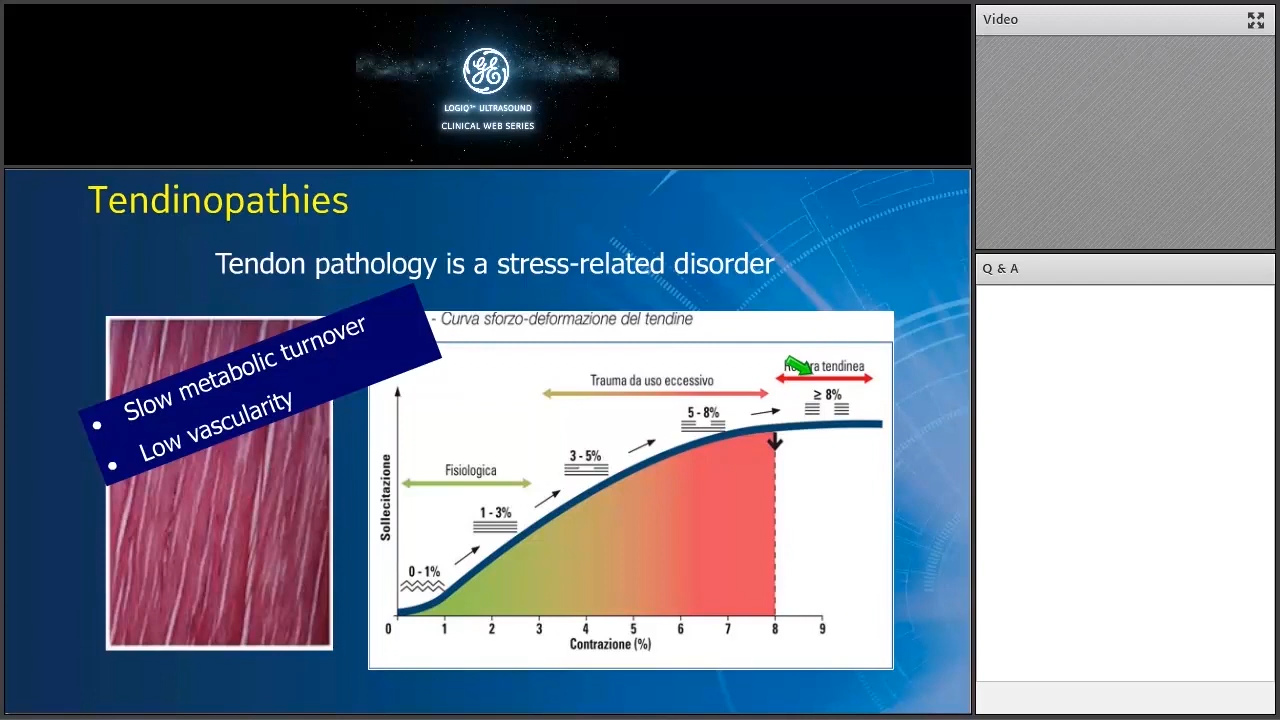 Video
LOGIQ™ ULTRASOUND
CLINICAL WEB SERIES
Tendinopathies
Tendon pathology is a stress-related disorder
Q & A
• Slow metabolic turnover
• Low vascularity
- Curva sforzo-deformazione del tendine
tendinea
Trauma da uso eccessivo
≥ 8%
5 - 8%
3 - 5%
Fisiologica
1 - 3%
0 - 1%
Sollecitazione
0 1 2 3 4 5 6 7 8 9
Contrazione (%)